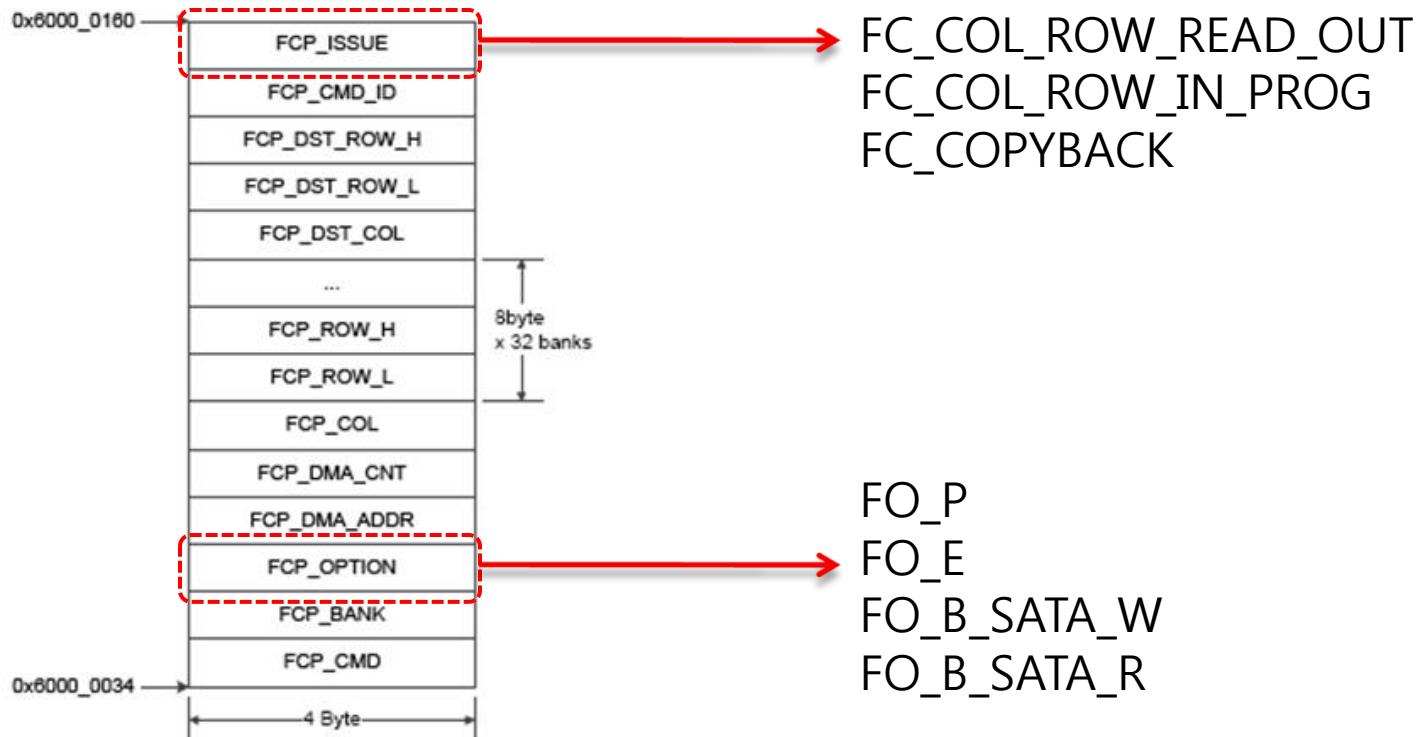 0x6000_0160
FCP_ISSUE
FCP_CMD_ID
FCP_DST_ROW_H
FCP_DST_ROW_L
FCP_DST_COL
...
FCP_ROW_H
FCP_ROW_L
FCP_COL
FCP_DMA_CNT
FCP_DMA_ADDR
FCP_OPTION
FCP_BANK
FCP_CMD
0x6000_0034
4 Byte
8byte
x 32 banks
FC_COL_ROW_READ_OUT
FC_COL_ROW_IN_PROG
FC_COPYBACK
FO_P
FO_E
FO_B_SATA_W
FO_B_SATA_R